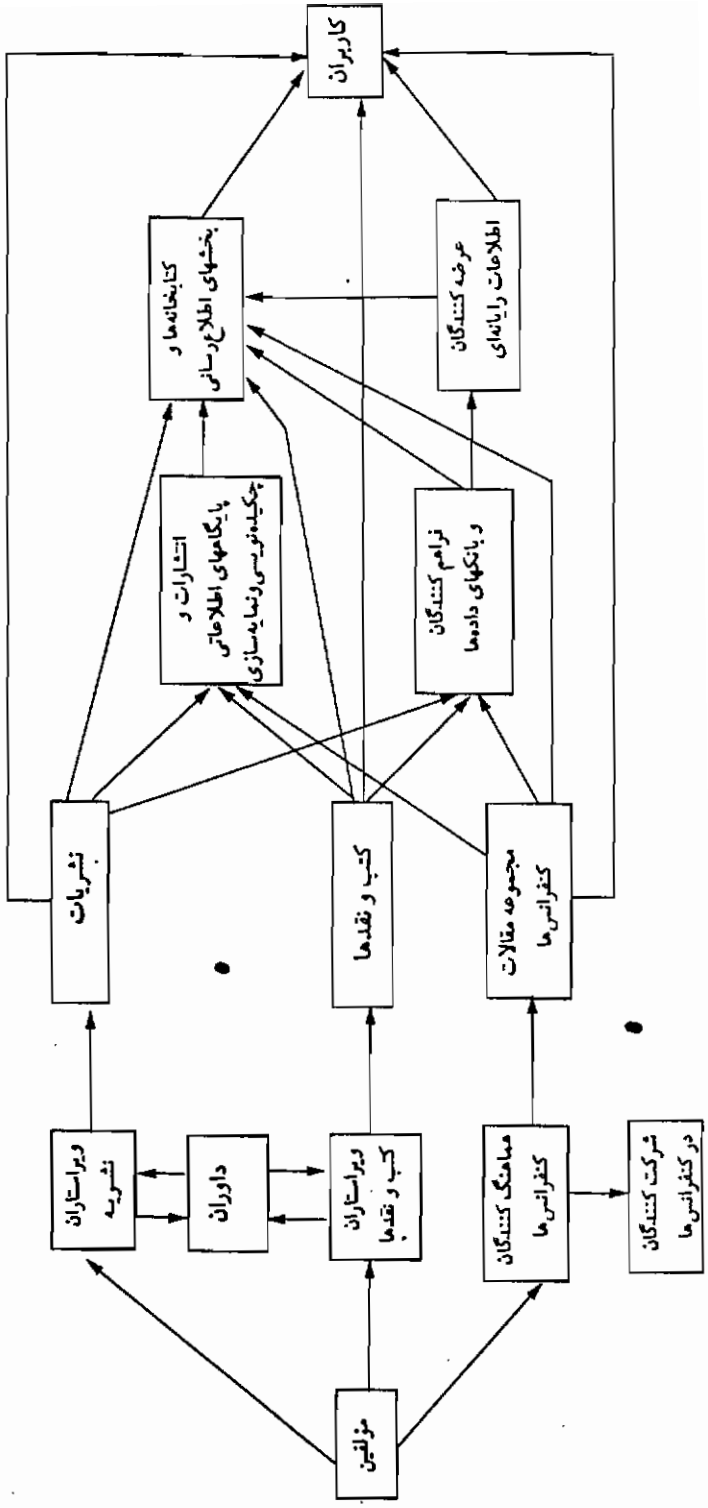 مؤلفین
ویراستاران
نشریه
داوران
ویراستاران
کتب و نقدها
هماهنگ کنندگان
کنفرانس‌ها
شرکت کنندگان
در کنفرانس‌ها
نشریات
کتب و نقدها
مجموعه مقالات
کنفرانس‌ها
انتشارات و
پایگاههای اطلاعاتی
چکیده‌نویسی و نمایه‌سازی
فراهم کنندگان
و بانکهای داده‌ها
کتابخانه‌ها و
بخشهای اطلاع‌رسانی
عرضه کنندگان
اطلاعات رایانه‌ای
کاربران